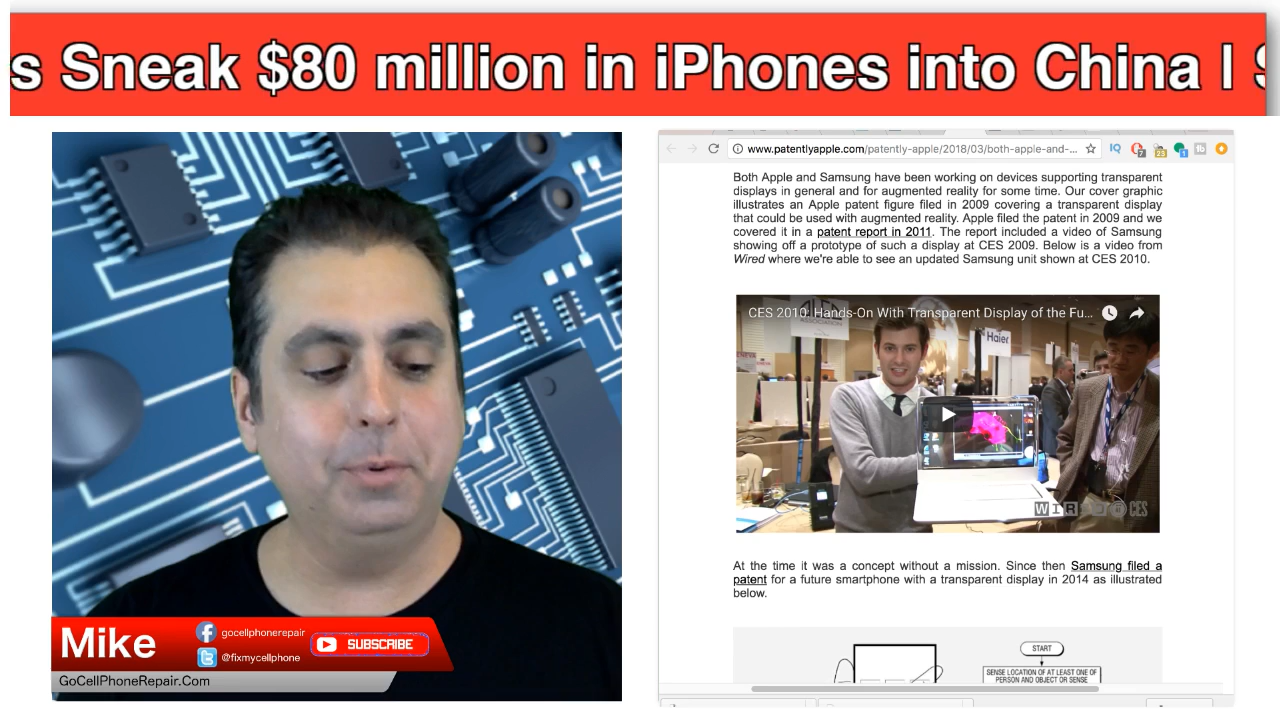 s Sneak $80 million in iPhones into China | S
www.patentlyapple.com/patently-apple/2018/03/both-apple-and-...
Both Apple and Samsung have been working on devices supporting transparent
displays in general and for augmented reality for some time. Our cover graphic
illustrates an Apple patent figure filed in 2009 covering a transparent display
that could be used with augmented reality. Apple filed the patent in 2009 and we
covered it in a patent report in 2011. The report included a video of Samsung
showing off a prototype of such a display at CES 2009. Below is a video from
Wired where we're able to see an updated Samsung unit shown at CES 2010.
CES 2010: Hands-On With Transparent Display of the Fu...
Haier
WIRED
CES
At the time it was a concept without a mission. Since then Samsung filed a
patent for a future smartphone with a transparent display in 2014 as illustrated
below.
START
SENSE LOCATION OF AT LEAST ONE OF
PERSON AND OBJECT OR SENSE
Mike
gocellphonerepair
@fixmycellphone
SUBSCRIBE
GoCellPhoneRepair.Com